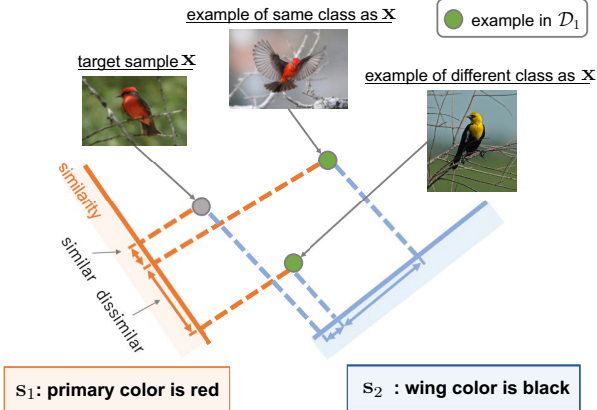 example of same class as x
example in D₁
target sample x
example of different class as x
similarity
similar
dissimilar
s₁: primary color is red
s₂ : wing color is black